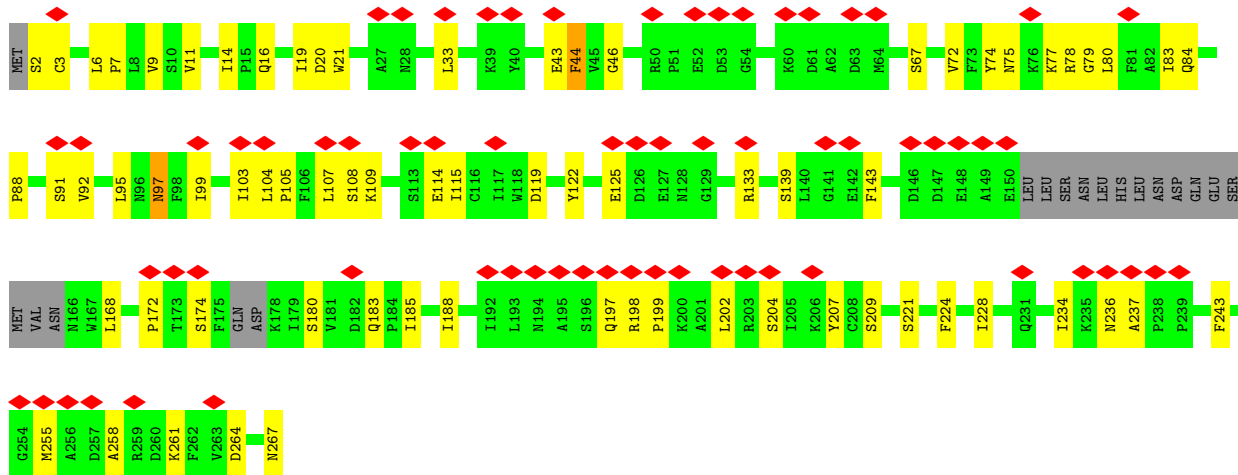 MET S2 C3 L6 P7 L8 V9 S10 V11 I14 P15 Q16 I19 D20 W21 A27 N28 L33 K39 Y40 E43 F44 V45 G46 R50 P51 E52 D53 G54 K60 D61 A62 D63 M64 S67 V72 F73 Y74 N75 K76 K77 R78 G79 L80 F81 A82 I83 Q84
P88 S91 V92 L95 N96 N97 F98 I99 I103 L104 P105 F106 L107 S108 K109 S113 E114 I115 C116 I117 W118 D119 Y122 E125 D126 E127 N128 G129 R133 S139 L140 G141 E142 F143 D146 D147 E148 A149 E150 LEU LEU SER ASN LEU HIS LEU ASN ASP GLN GLU SER
MET VAL ASN N166 W167 L168 P172 T173 S174 F175 GLN ASP K178 I179 S180 V181 D182 Q183 P184 I185 I188 I192 L193 N194 A195 S196 Q197 R198 P199 K200 A201 L202 R203 S204 I205 K206 Y207 C208 S209 S221 F224 I228 Q231 I234 K235 N236 A237 P238 P239 F243
G254 M255 A256 D257 A258 R259 D260 K261 F262 V263 D264 N267